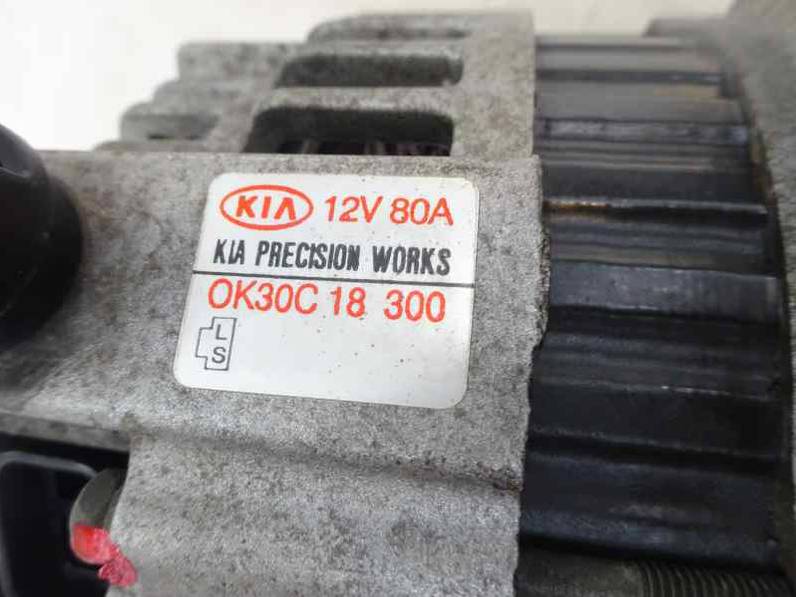 KIA 12V 80A
KIA PRECISION WORKS
OK30C 18 300
L
S